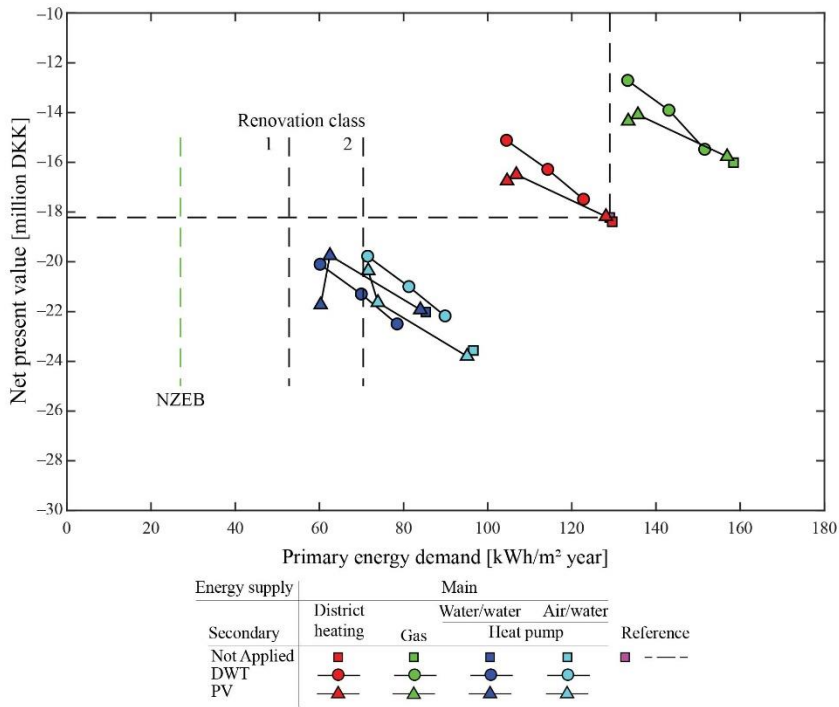 −10
−12
−14
−16
−18
−20
−22
−24
−26
−28
−30
Net present value [million DKK]
Renovation class
1 2
NZEB
0 20 40 60 80 100 120 140 160 180
Primary energy demand [kWh/m² year]
Energy supply Main
District heating Gas Water/water Air/water
Heat pump
Secondary Reference
Not Applied
DWT
PV